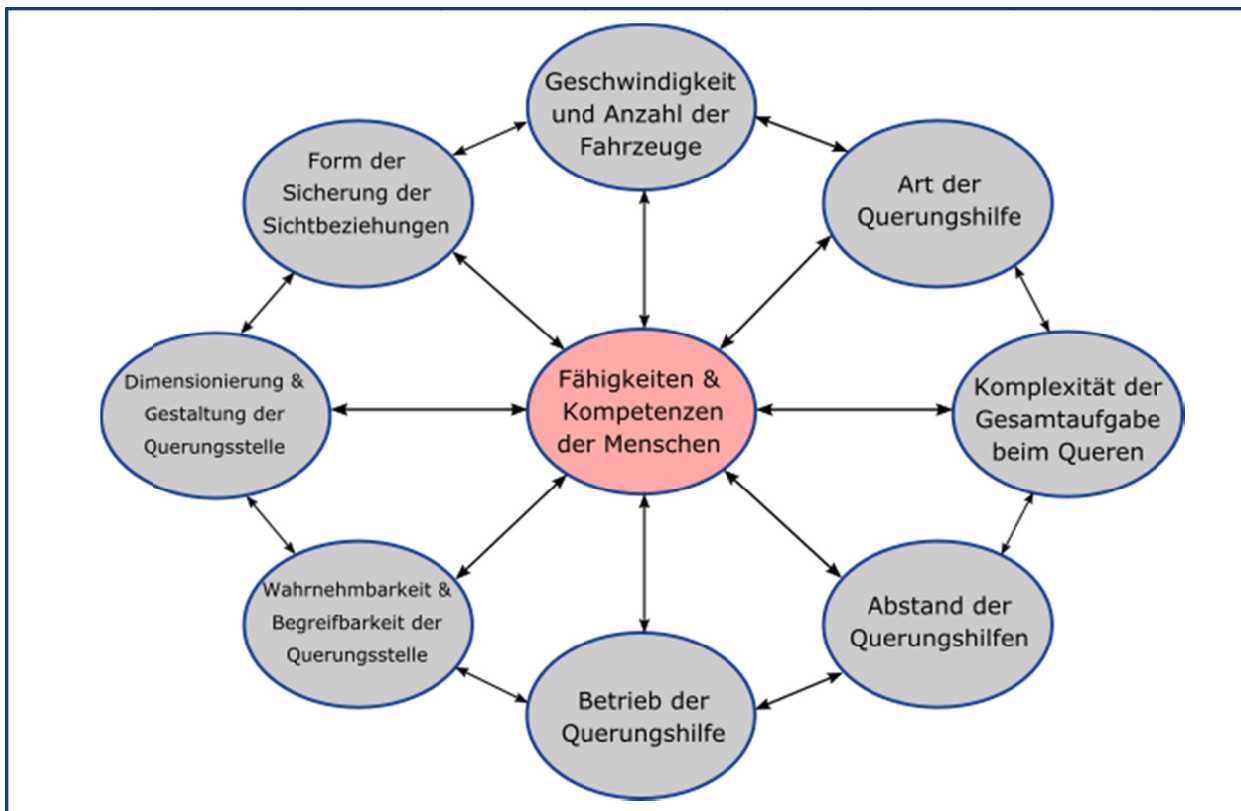 Geschwindigkeit
und Anzahl der
Fahrzeuge
Form der
Sicherung der
Sichtbeziehungen
Art der
Querungshilfe
Dimensionierung &
Gestaltung der
Querungsstelle
Fähigkeiten &
Kompetenzen
der Menschen
Komplexität der
Gesamtaufgabe
beim Queren
Wahrnehmbarkeit &
Begreifbarkeit der
Querungsstelle
Abstand der
Querungshilfen
Betrieb der
Querungshilfe